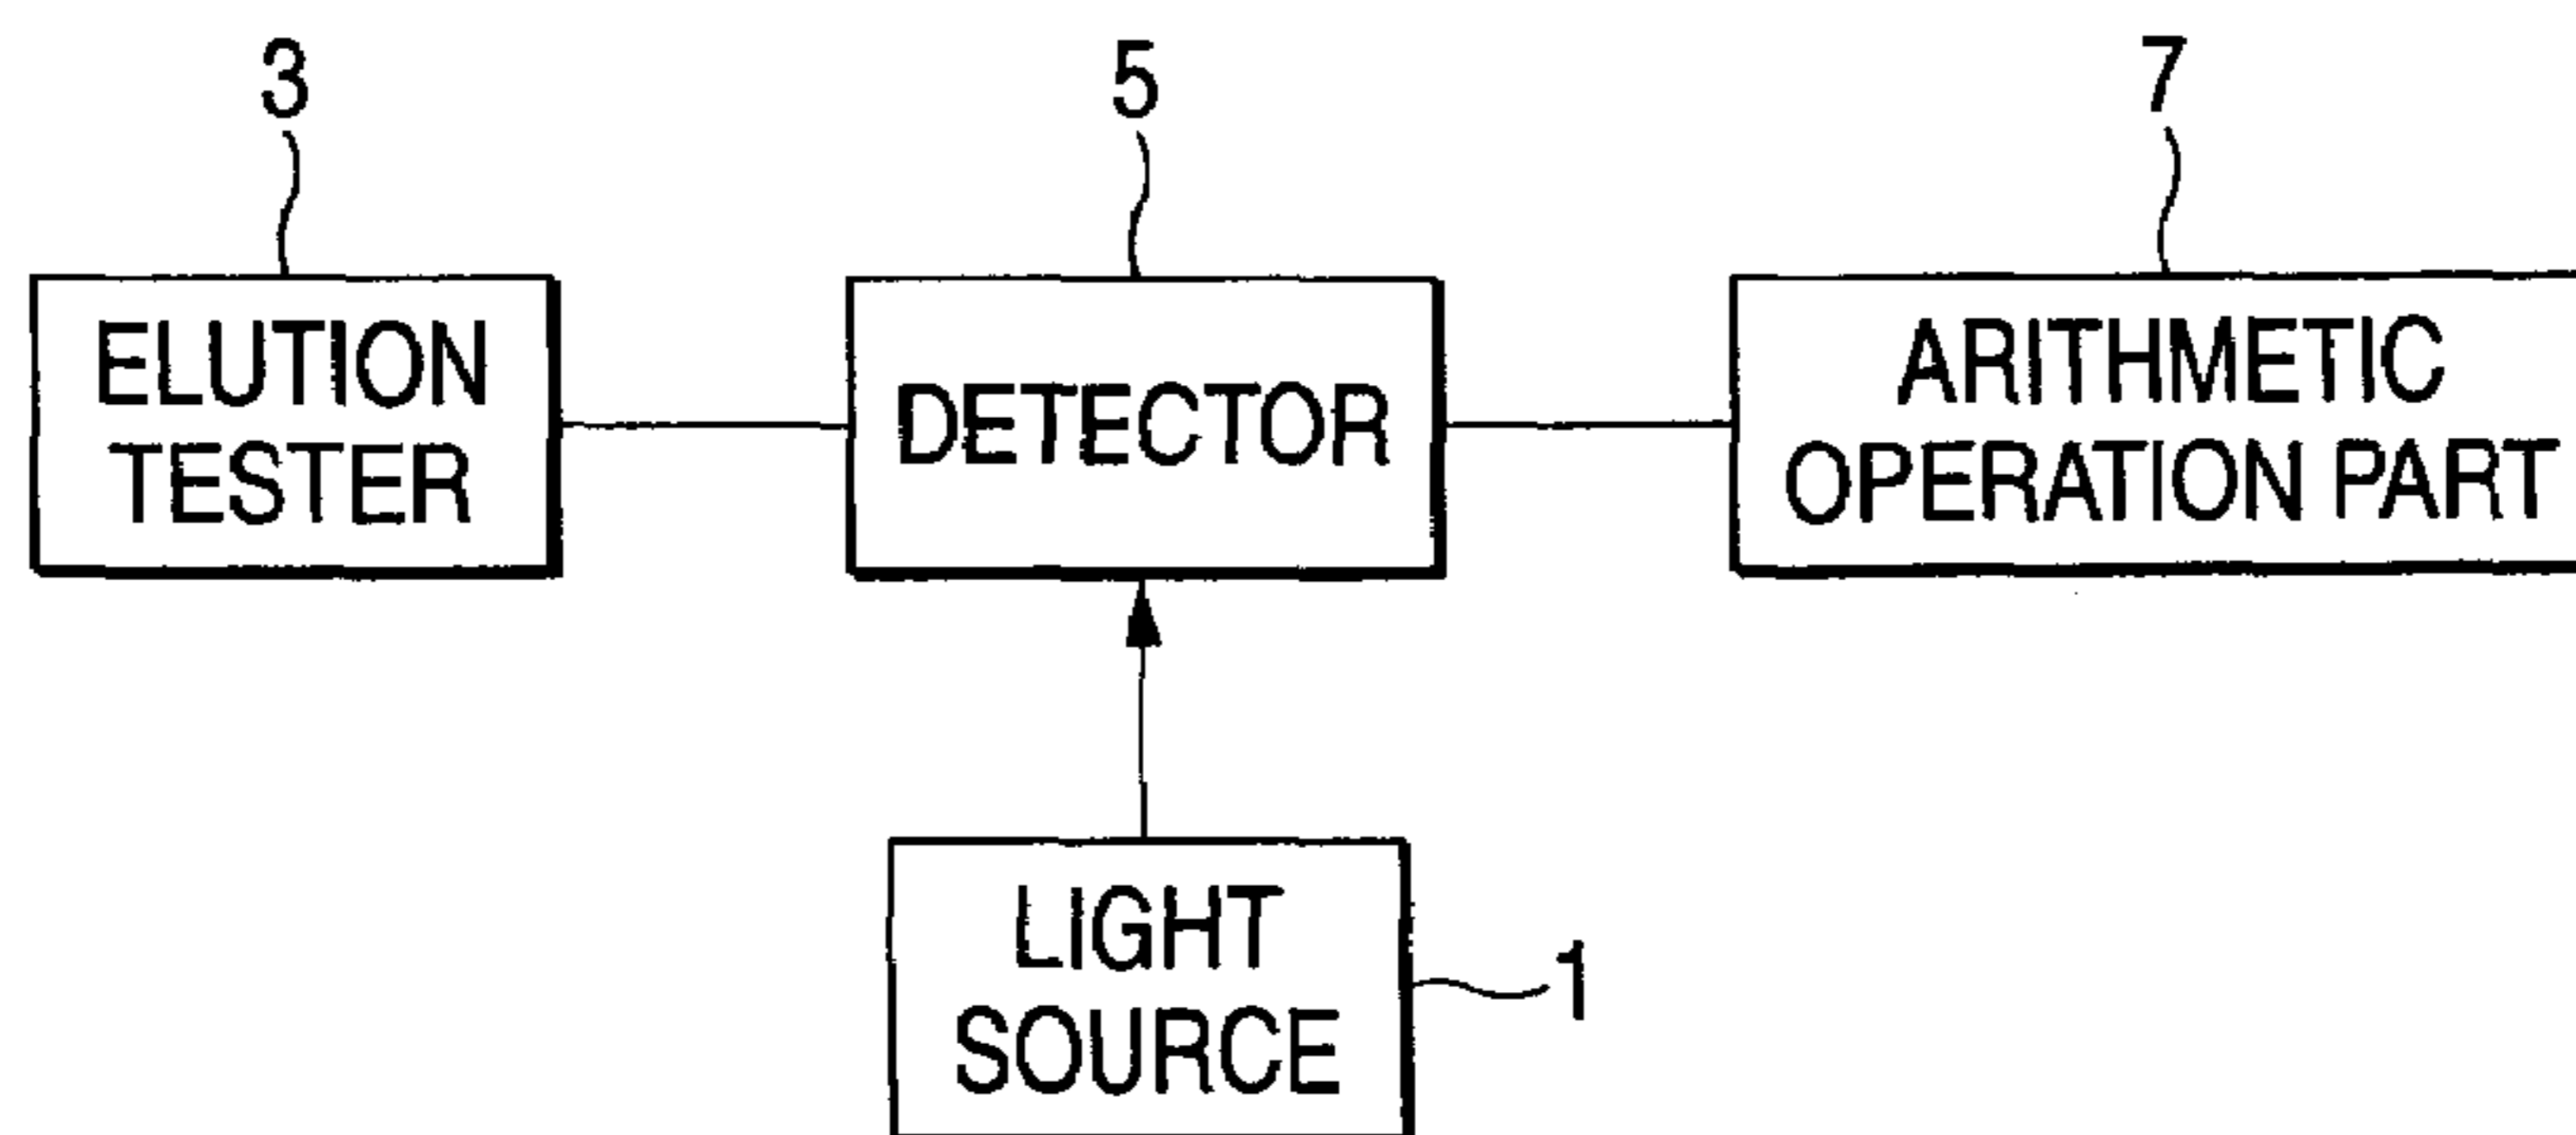 3
5
7
ELUTION
TESTER
DETECTOR
ARITHMETIC
OPERATION PART
LIGHT
SOURCE
1